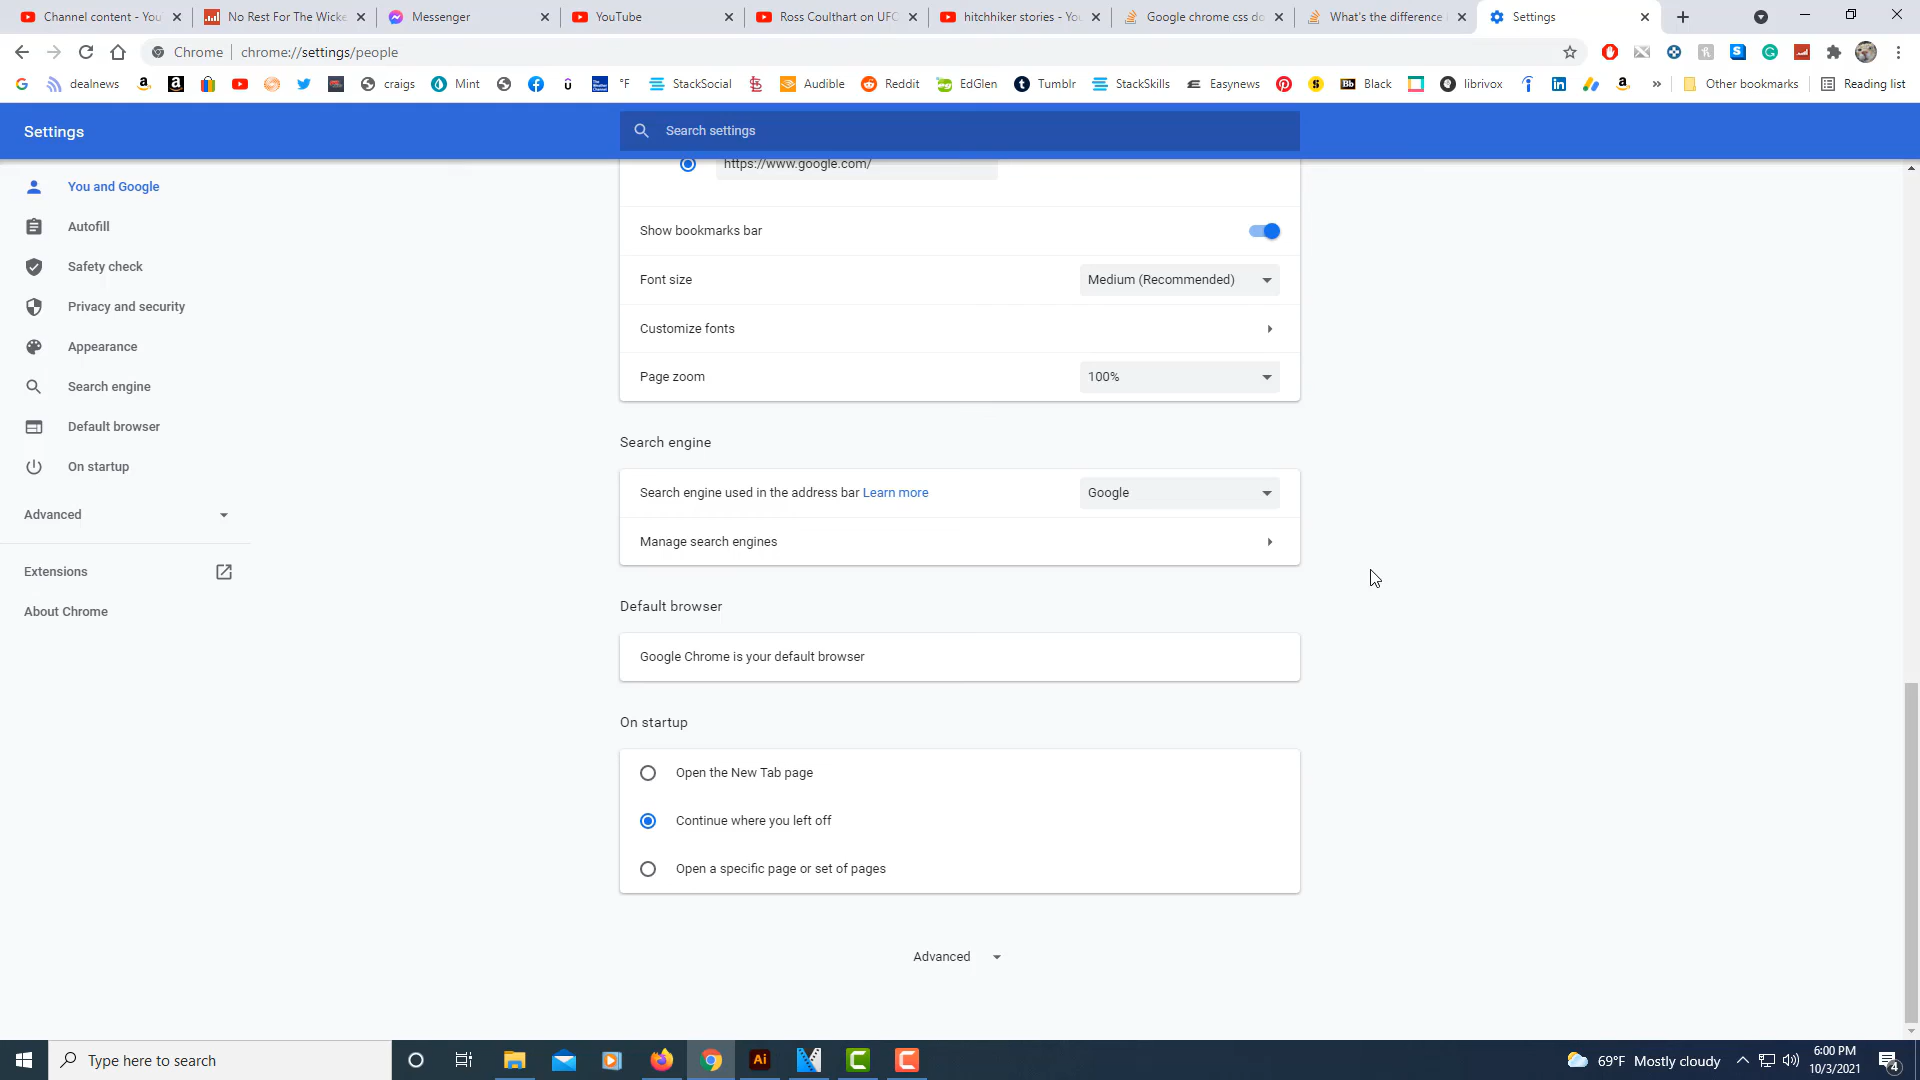 Channel content - You
No Rest For The Wicke
Messenger
YouTube
Ross Coulthart on UFO
hitchhiker stories - You
Google chrome css do
What's the difference
Settings
Chrome
chrome://settings/people
dealnews
craigs
Mint
°F
StackSocial
Audible
Reddit
EdGlen
Tumblr
StackSkills
Easynews
Bb Black
librivox
»
Other bookmarks
Reading list
Settings
Search settings
You and Google
Autofill
Safety check
Privacy and security
Appearance
Search engine
Default browser
On startup
Advanced
Extensions
About Chrome
https://www.google.com/
Show bookmarks bar
Font size
Medium (Recommended)
Customize fonts
Page zoom
100%
Search engine
Search engine used in the address bar Learn more
Google
Manage search engines
Default browser
Google Chrome is your default browser
On startup
Open the New Tab page
Continue where you left off
Open a specific page or set of pages
Advanced
Type here to search
Ai
69°F Mostly cloudy
6:00 PM
10/3/2021
4